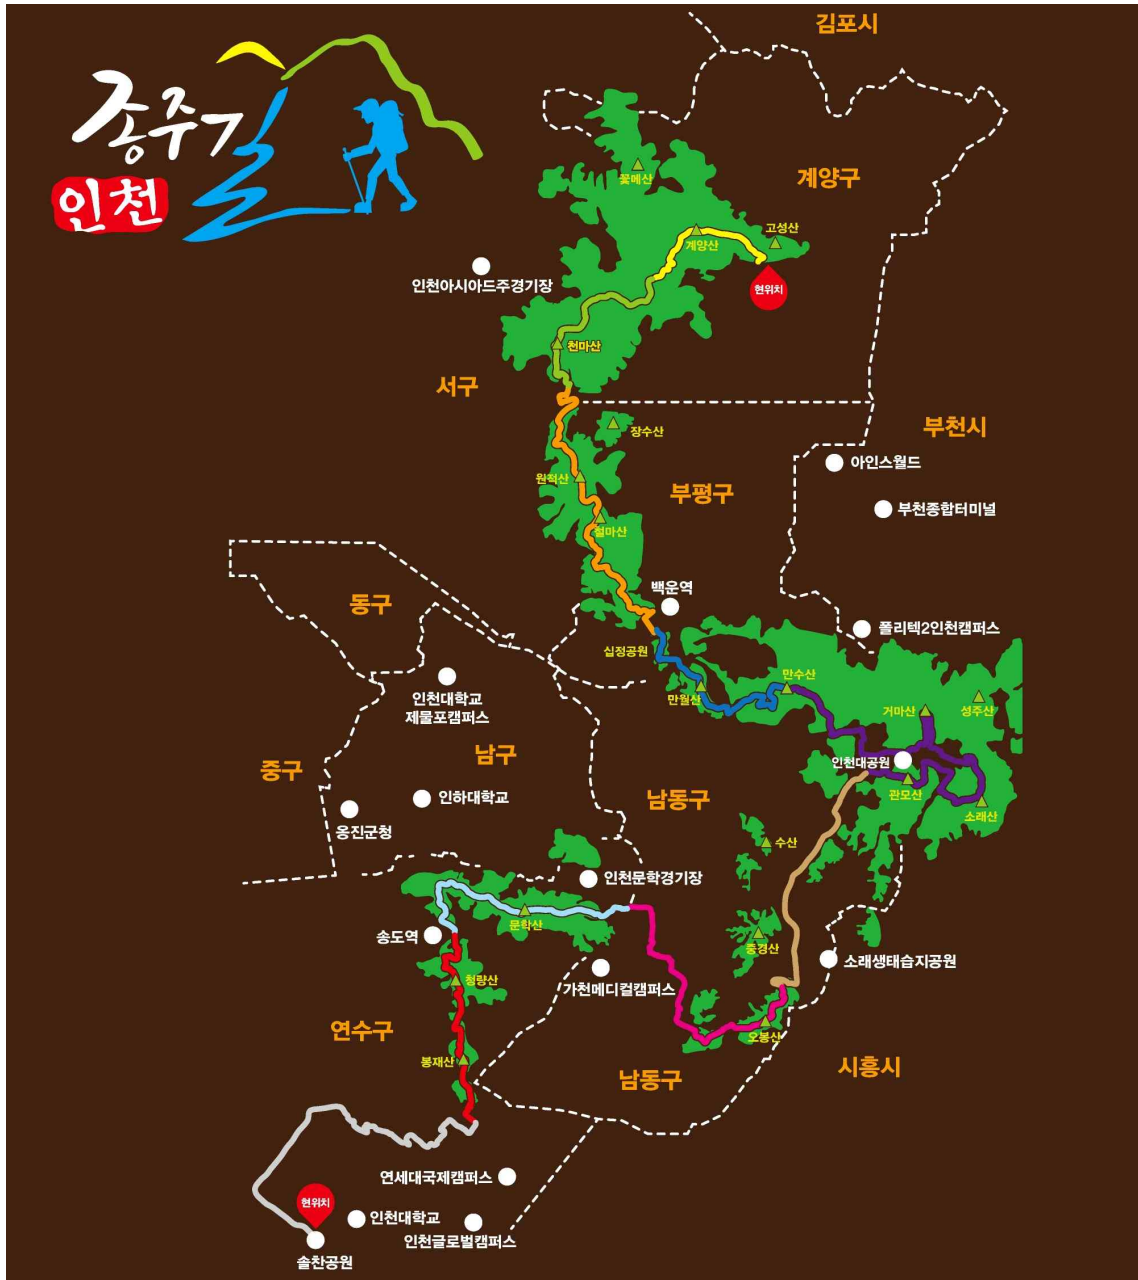 종주길
인천
김포시
꽃메산
계양구
고성산
계양산
인천아시아드주경기장
현위치
천마산
서구
장수산
부천시
아인스월드
원적산
부평구
부천종합터미널
철마산
백운역
동구
폴리텍2인천캠퍼스
십정공원
인천대학교
제물포캠퍼스
만월산
만수산
거마산
성주산
중구
남구
인천대공원
남동구
관모산
인하대학교
소래산
옹진군청
수산
인천문학경기장
문학산
송도역
중경산
소래생태습지공원
청량산
가천메디컬캠퍼스
연수구
오봉산
봉재산
남동구
시흥시
연세대국제캠퍼스
현위치
인천대학교
인천글로벌캠퍼스
솔찬공원